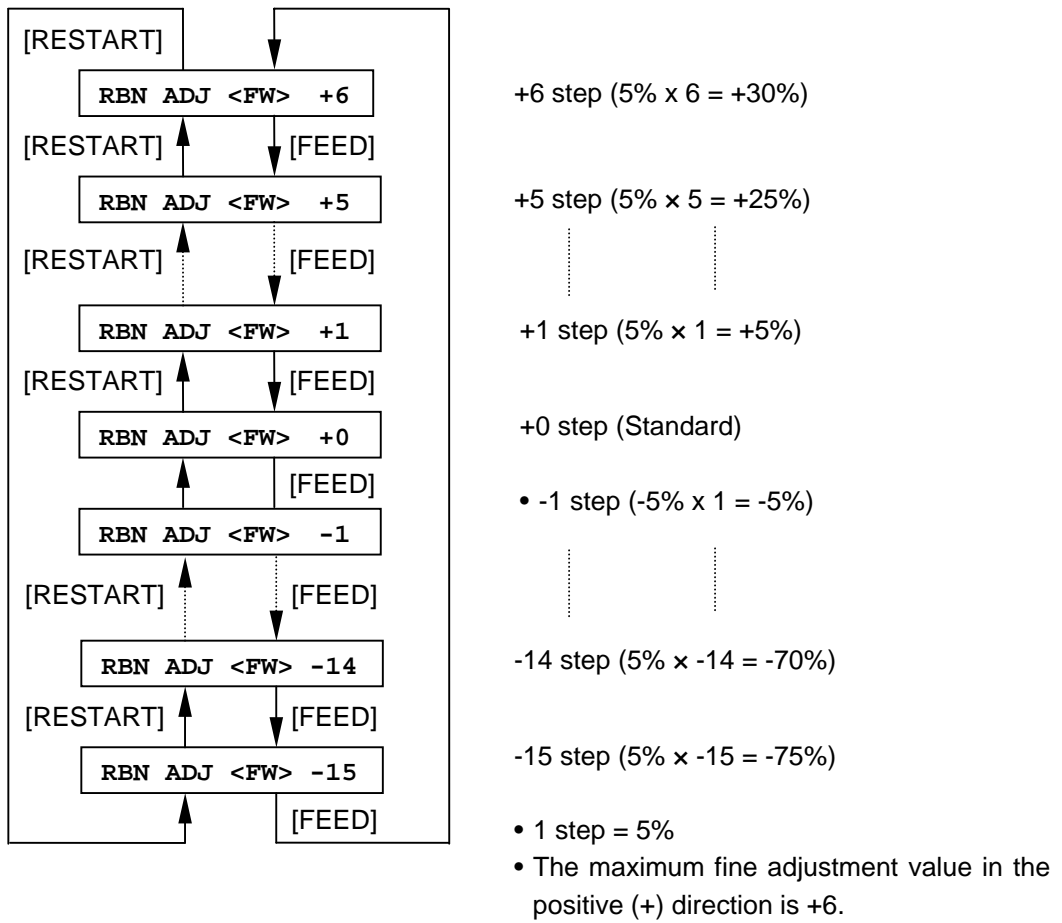 [RESTART]
RBN ADJ <FW> +6
+6 step (5% x 6 = +30%)
[RESTART] [FEED]
RBN ADJ <FW> +5
+5 step (5% × 5 = +25%)
[RESTART] [FEED]
RBN ADJ <FW> +1
+1 step (5% × 1 = +5%)
[RESTART] [FEED]
RBN ADJ <FW> +0
+0 step (Standard)
[FEED]
• -1 step (-5% x 1 = -5%)
RBN ADJ <FW> -1
[RESTART] [FEED]
RBN ADJ <FW> -14
-14 step (5% × -14 = -70%)
[RESTART] [FEED]
RBN ADJ <FW> -15
-15 step (5% × -15 = -75%)
[FEED]
• 1 step = 5%
• The maximum fine adjustment value in the
positive (+) direction is +6.